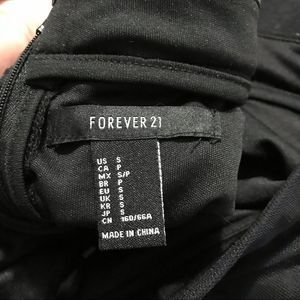 FOREVER 21
US S
CA P
MX S/P
BR P
EU S
UK S
KR S
JP S
CN 160/66A
MADE IN CHINA